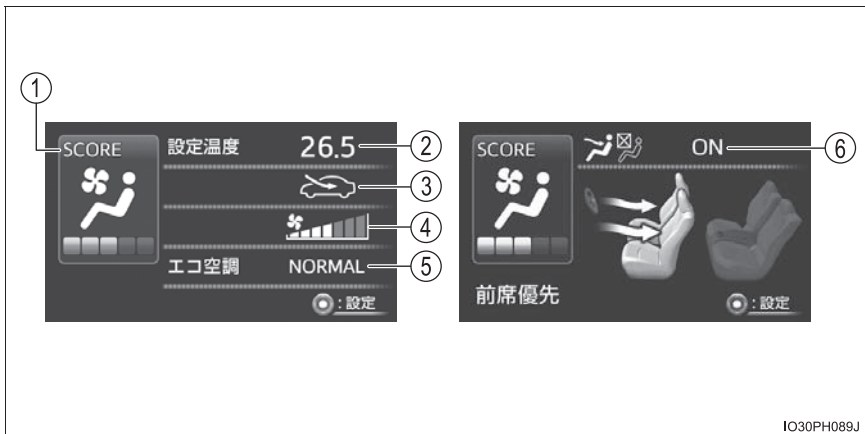 1
SCORE
設定温度 26.5
2
3
4
エコ空調 NORMAL
5
:設定
SCORE
ON
6
前席優先
:設定
IO30PH089J